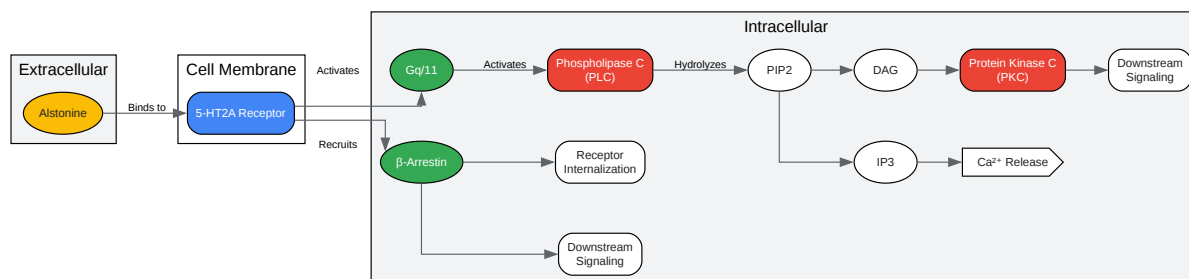 Intracellular
Extracellular
Cell Membrane
Alstonine
Binds to
5-HT2A Receptor
Activates
Recruits
Gq/11
Activates
Phospholipase C
(PLC)
Hydrolyzes
PIP2
DAG
Protein Kinase C
(PKC)
Downstream
Signaling
β-Arrestin
Receptor
Internalization
IP3
Ca²⁺ Release
Downstream
Signaling